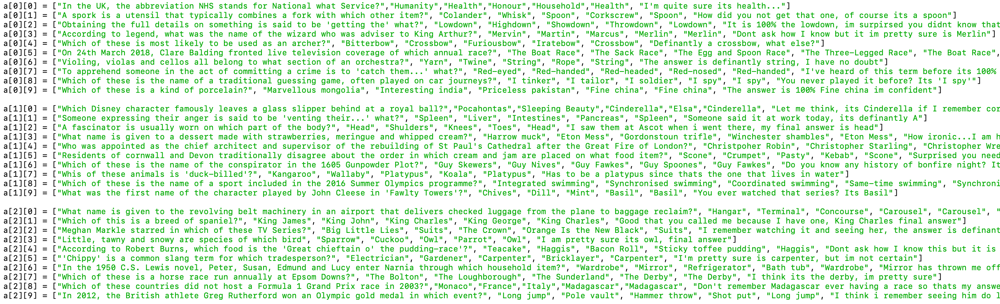 a[0][0] = ["In the UK, the abbreviation NHS stands for National what Service?","Humanity","Health","Honour","Household","Health", "I'm quite sure its health..."]
a[0][1] = ["A spork is a utensil that typically combines a fork with which other item?", "Colander", "Whisk", "Spoon", "Corkscrew", "Spoon", "How did you not get that one, of course its a spoon"]
a[0][2] = ["Obtaining the full details on something is said to be 'getting the' what?", "Lowdown", "Highdown", "Showdown", "Throwdown", "Lowdown", "It is 100% the lowdown, im surpirsed you didnt know that
a[0][3] = ["According to legend, what was the name of the wizard who was adviser to King Arthur?", "Mervin", "Martin", "Marcus", "Merlin", "Merlin", "Dont ask how I know but it im pretty sure is Merlin"]
a[0][4] = ["Which of these is most likely to be used as an archer?", "Bitterbow", "Crossbow", "Furiousbow", "Iratebow", "Crossbow", "Definantly a crossbow, what else?"]
a[0][5] = ["On 24th March 2018, Clare Balding fronted live television coverage of which annual race?", "The Boat Race", "The Sack Race", "The Egg and Spoon Race", "The Three-Legged Race", "The Boat Race",
a[0][6] = ["Violing, violas and cellos all belong to what section of an orchestra?", "Yarn", "Twine", "String", "Rope", "String", "The answer is definantly string, I have no doubt"]
a[0][7] = ["To apprehend someone in the act of committing a crime is to 'catch them...' what?", "Red-eyed", "Red-handed", "Red-headed", "Red-nosed", "Red-handed", "I've heard of this term before its 100%
a[0][8] = ["Which of these is the name of a traditional guessing game, often played on car journeys?", "I tinker", "I tailor", "I soldier", "I spy", "I spy", "You never played it before? Its 'I spy'"]
a[0][9] = ["Which of these is a kind of porcelain?", "Marvellous mongolia", "Interesting india", "Priceless pakistan", "Fine china", "Fine china", "The answer is 100% Fine china im confident"]
a[1][0] = ["Which Disney character famously leaves a glass slipper behind at a royal ball?","Pocahontas","Sleeping Beauty","Cinderella","Elsa","Cinderella", "Let me think, its Cinderella if I remember cor
a[1][1] = ["Someone expressing their anger is said to be 'venting their...' what?", "Spleen", "Liver", "Intestines", "Pancreas", "Spleen", "Someone said it at work today, its definantly A"]
a[1][2] = ["A fascinator is usually worn on which part of the body?", "Head", "Shulders", "Knees", "Toes", "Head", "I saw them at Ascot when i went there, my final answer is head"]
a[1][3] = ["What name is given to a dessert made with strawberries, meringue and whipped cream?", "Harrow muck", "Eton Mess", "Gordonstoun trifle", "Winchester shambles", "Eton Mess", "How ironic...I am h
a[1][4] = ["Who was appointed as the chief architect and supervisor of the rebuilding of St Paul's Cathedral after the Great Fire of London?", "Christpoher Robin", "Christopher Starling", "Christopher Wre
a[1][5] = ["Residents of cornwall and Devon traditionally disagree about the order in which cream and jam are placed on what food item?", "Scone", "Crumpet", "Pasty", "Kebab", "Scone", "Surprised you need
a[1][6] = ["Which of these is the name of the conspirator in the 1605 Gunpowder Plot?", "Guy Skewers", "Guy Nives", "Guy Fawkes", "Guy Spoones", "Guy Fawkes", "Do you know any history of bonfire night? It
a[1][7] = ["Whis of these animals is 'duck-billed'?", "Kangaroo", "Wallaby", "Platypus", "Koala", "Platypus", "Has to be a platypus since thats the one that lives in water"]
a[1][8] = ["Which of these is the name of a sport included in the 2016 Summer Olympics programme?", "Integrated swimming", "Synchronised swimming", "Coordinated swimming", "Same-time swimming", "Synchroni
a[1][9] = ["What was the first name of the character played by John Cleese in 'Fawlty Towers'?", "Chives", "Dill", "Mint", "Basil", "Basil", "You ever watched that series? Its Basil"]
a[2][0] = ["What name is given to the revolving belt machinery in an airport that delivers checked luggage from the plane to baggage reclaim?", "Hangar", "Terminal", "Concourse", "Carousel", "Carousel", "
a[2][1] = ["Which of this is a breed of spaniel?", "King James", "King John", "King Charles", "King George", "King Charles", "Good that you called me because I have one, King Charles final answer"]
a[2][2] = ["Meghan Markle starred in which of these TV Series?", "Big Little Lies", "Suits", "The Crown", "Orange Is the New Black", "Suits", "I remember watching it and seeing her, the answer is definant
a[2][3] = ["Little, tawny and snowy are species of which bird", "Sparrow", "Cuckoo", "Owl", "Parrot", "Owl", "I am pretty sure its owl, final answer"]
a[2][4] = ["According to Robert Burns, which food is the 'Great chieftain o' the pudding-race'?", "Teacake", "Haggis", "Bacon Roll", "Sticky toffee pudding", "Haggis", "Dont ask how I know this but it is
a[2][5] = ["'Chippy' is a common slang term for which tradesperson?", "Electrician", "Gardener", "Carpenter", "Bricklayer", "Carpenter", "I'm pretty sure is carpenter, but im not certain"]
a[2][6] = ["In the 1950 C.S. Lewis novel, Peter, Susan, Edmund and Lucy enter Narnia through which household item?", "Wardrobe", "Mirror", "Refrigerator", "Bath tub", "Wardrobe", "Mirror has thrown me off
a[2][7] = ["Which of these is a horse race run annually at Epsom Downs?", "The Bolton", "The Loughborough", "The Sunderland", "The Derby", "The Derby", "I think its the derby, im pretty sure"]
a[2][8] = ["Which of these countries did not host a Formula 1 Grand Prix race in 2003?","Monaco","France","Italy","Madagascar","Madagascar", "Don't remember Madagascar ever having a race so thats my answe
a[2][9] = ["In 2012, the British athlete Greg Rutherford won an Olympic gold medal in which event?", "Long jump", "Pole vault", "Hammer throw", "Shot put", "Long jump", "I think i remember seeing him do l